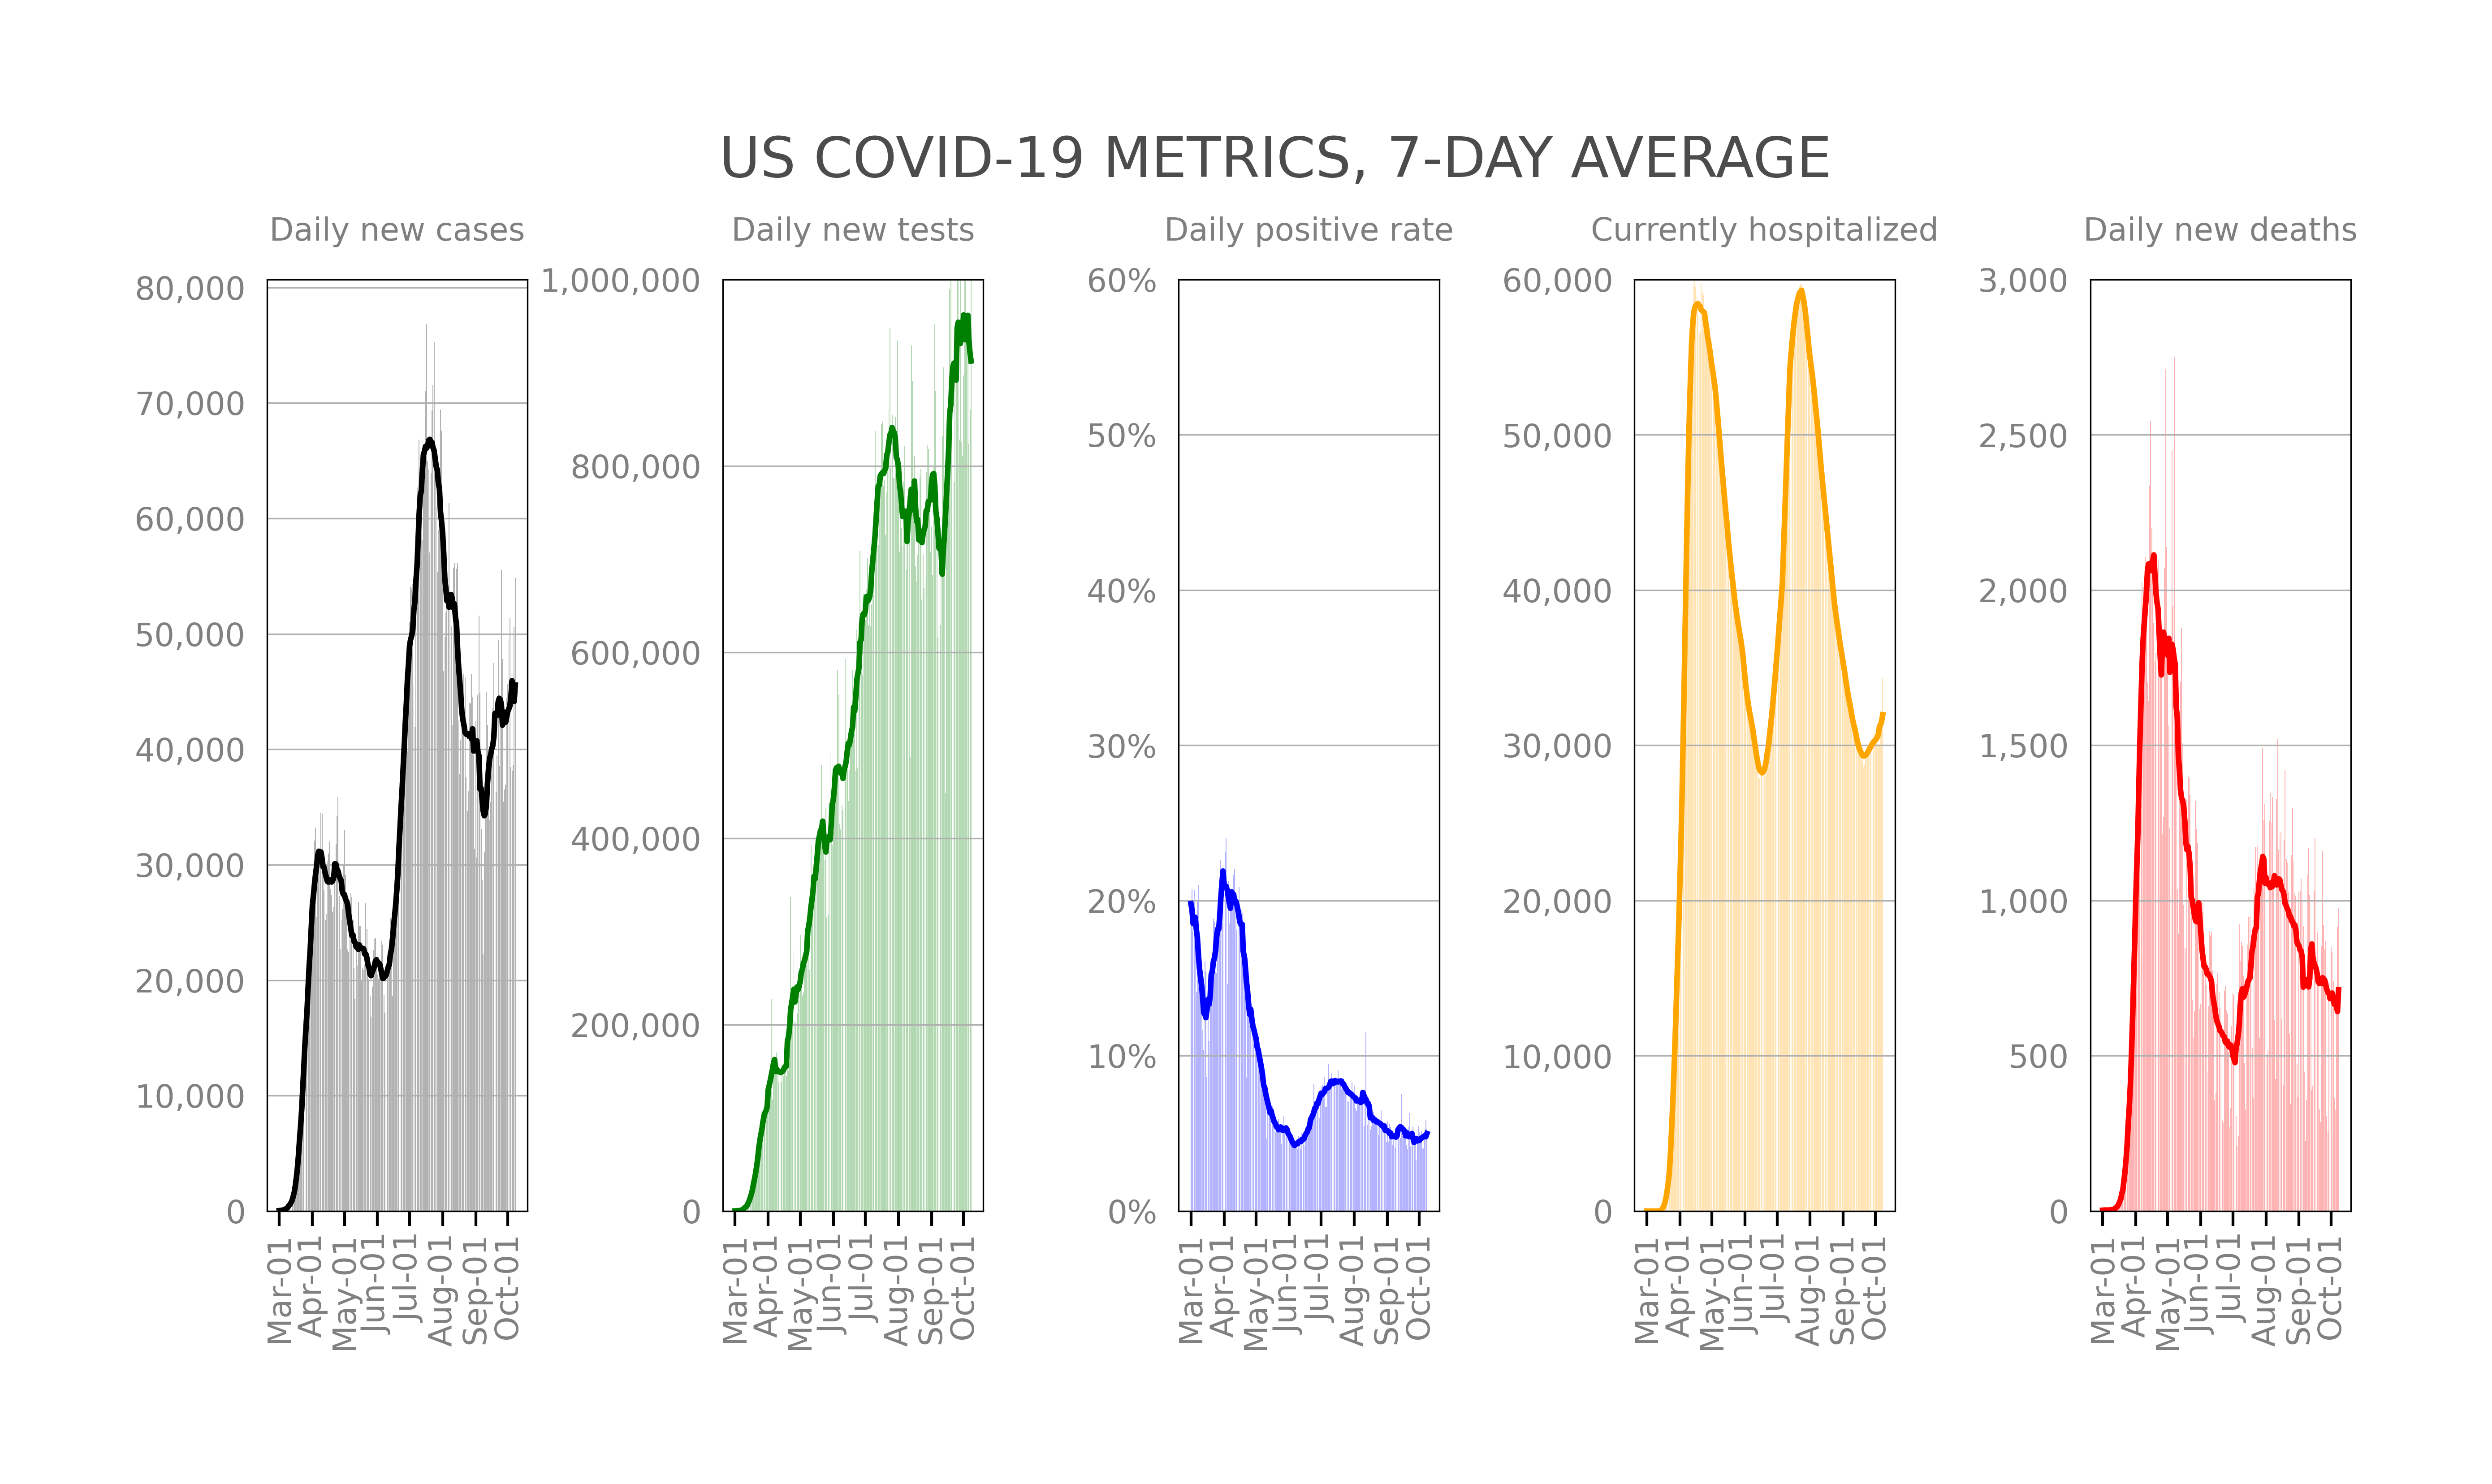 US COVID-19 METRICS, 7-DAY AVERAGE
Daily new cases
80,000
70,000
60,000
50,000
40,000
30,000
20,000
10,000
0
Mar-01
Apr-01
May-01
Jun-01
Jul-01
Aug-01
Sep-01
Oct-01
Daily new tests
1,000,000
800,000
600,000
400,000
200,000
0
Mar-01
Apr-01
May-01
Jun-01
Jul-01
Aug-01
Sep-01
Oct-01
Daily positive rate
60%
50%
40%
30%
20%
10%
0%
Mar-01
Apr-01
May-01
Jun-01
Jul-01
Aug-01
Sep-01
Oct-01
Currently hospitalized
60,000
50,000
40,000
30,000
20,000
10,000
0
Mar-01
Apr-01
May-01
Jun-01
Jul-01
Aug-01
Sep-01
Oct-01
Daily new deaths
3,000
2,500
2,000
1,500
1,000
500
0
Mar-01
Apr-01
May-01
Jun-01
Jul-01
Aug-01
Sep-01
Oct-01